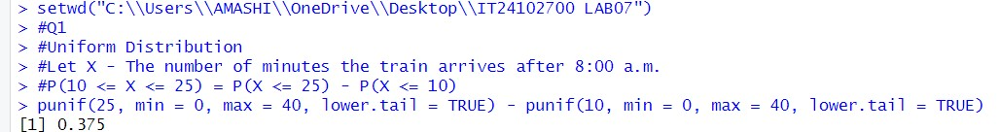 > setwd("C:\\Users\\AMASHI\\OneDrive\\Desktop\\IT24102700 LAB07")
> #Q1
> #Uniform Distribution
> #Let X - The number of minutes the train arrives after 8:00 a.m.
> #P(10 <= X <= 25) = P(X <= 25) - P(X <= 10)
> punif(25, min = 0, max = 40, lower.tail = TRUE) - punif(10, min = 0, max = 40, lower.tail = TRUE)
[1] 0.375